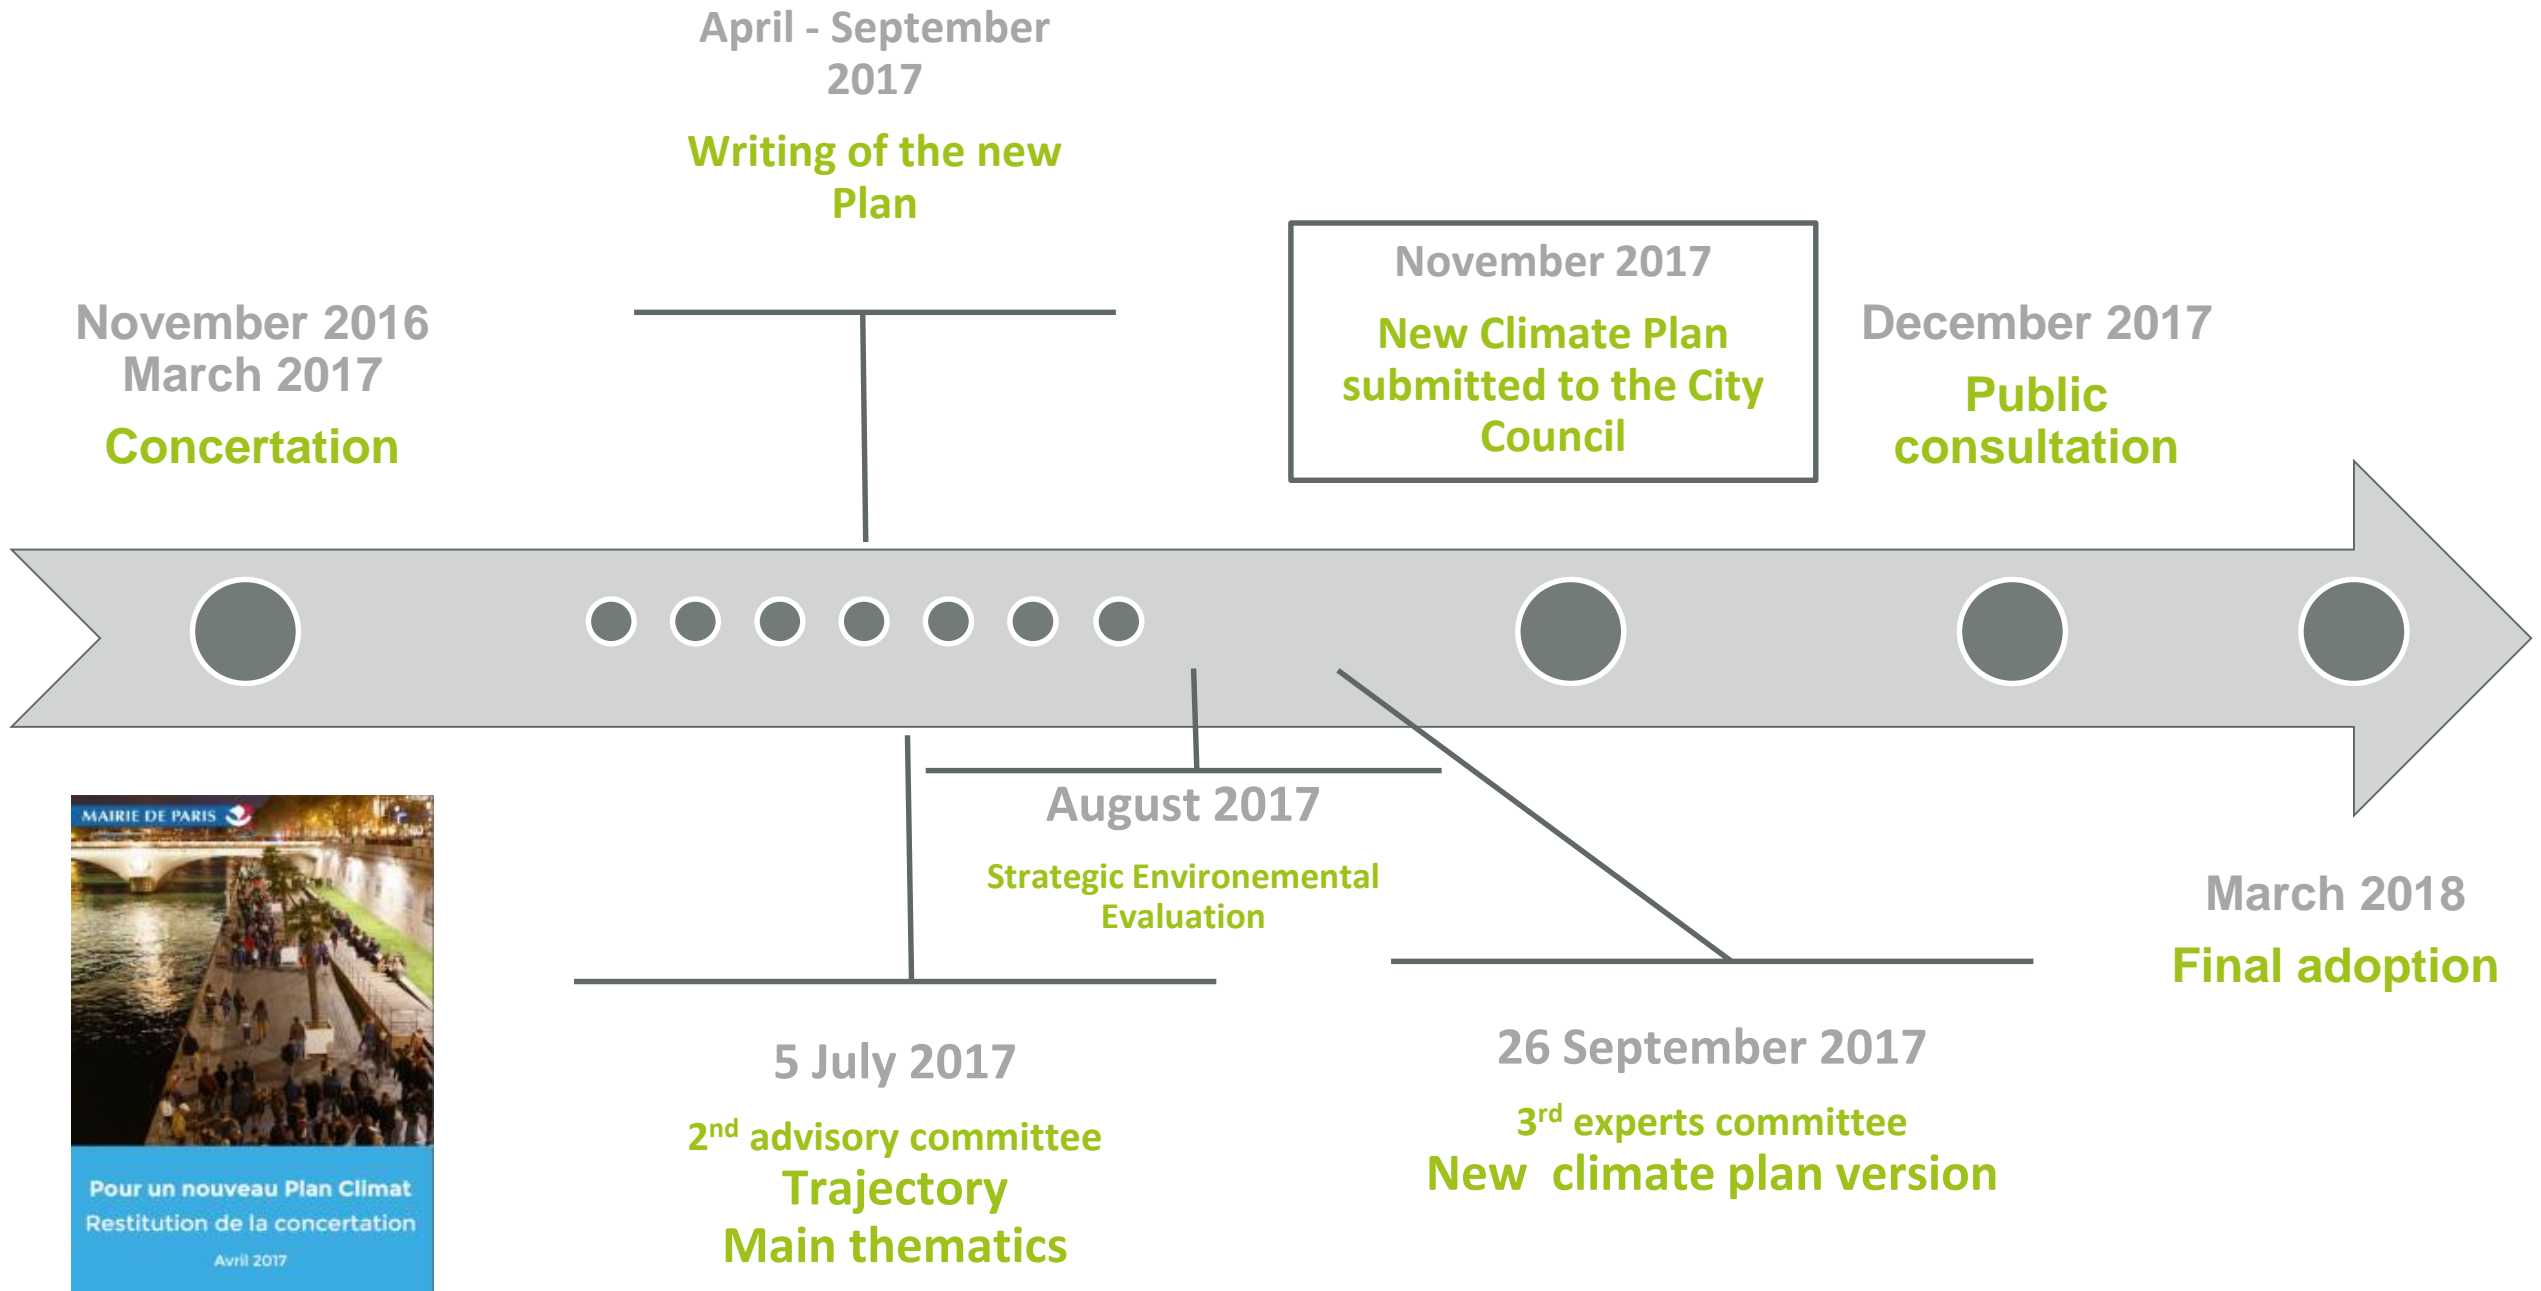 April - September
2017
Writing of the new
Plan
November 2016
March 2017
Concertation
November 2017
New Climate Plan
submitted to the City
Council
December 2017
Public
consultation
August 2017
Strategic Environemental
Evaluation
5 July 2017
2nd advisory committee
Trajectory
Main thematics
26 September 2017
3rd experts committee
New climate plan version
March 2018
Final adoption
MAIRIE DE PARIS
Pour un nouveau Plan Climat
Restitution de la concertation
Avril 2017